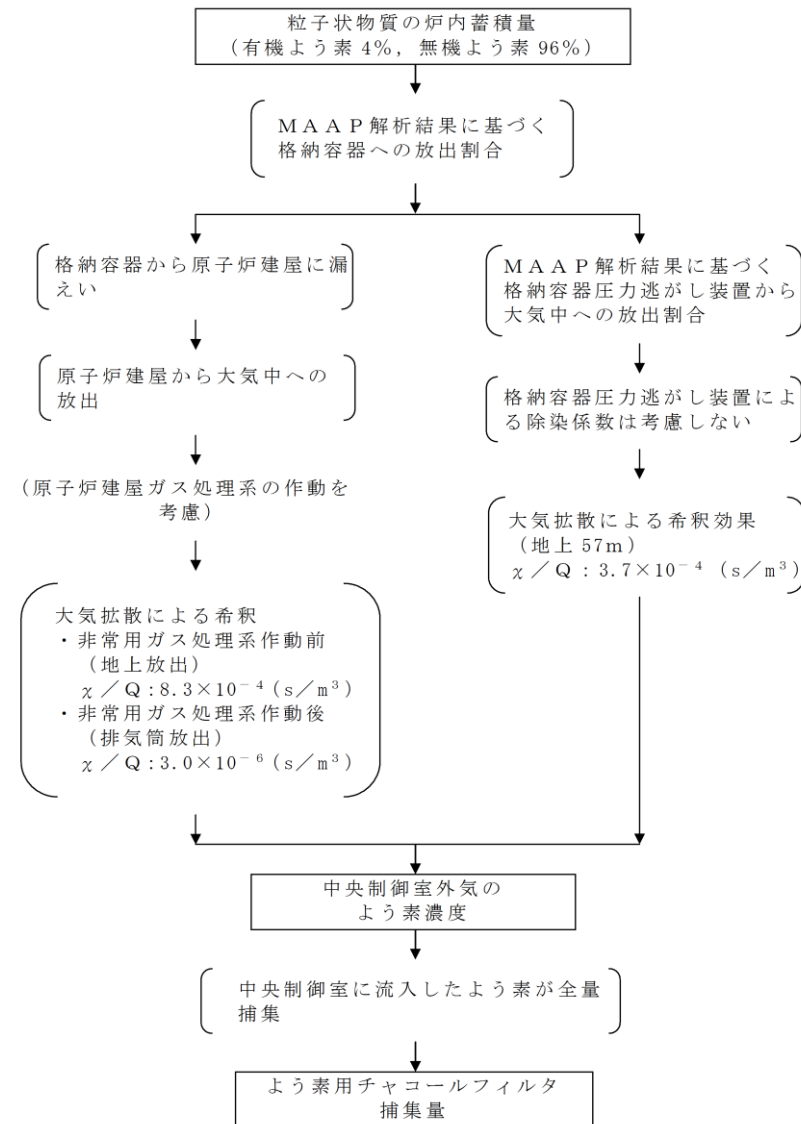 粒子状物質の炉内蓄積量
（有機よう素 4%，無機よう素 96%）
ＭＡＡＰ解析結果に基づく
格納容器への放出割合
格納容器から原子炉建屋に漏
えい
原子炉建屋から大気中への
放出
（原子炉建屋ガス処理系の作動を
考慮）
大気拡散による希釈
・非常用ガス処理系作動前
（地上放出）
χ／Q：8.3×10⁻⁴（s／m³）
・非常用ガス処理系作動後
（排気筒放出）
χ／Q：3.0×10⁻⁶（s／m³）
ＭＡＡＰ解析結果に基づく
格納容器圧力逃がし装置から
大気中への放出割合
格納容器圧力逃がし装置によ
る除染係数は考慮しない
大気拡散による希釈効果
（地上 57m）
χ／Q：3.7×10⁻⁴（s／m³）
中央制御室外気の
よう素濃度
中央制御室に流入したよう素が全量
捕集
よう素用チャコールフィルタ
捕集量